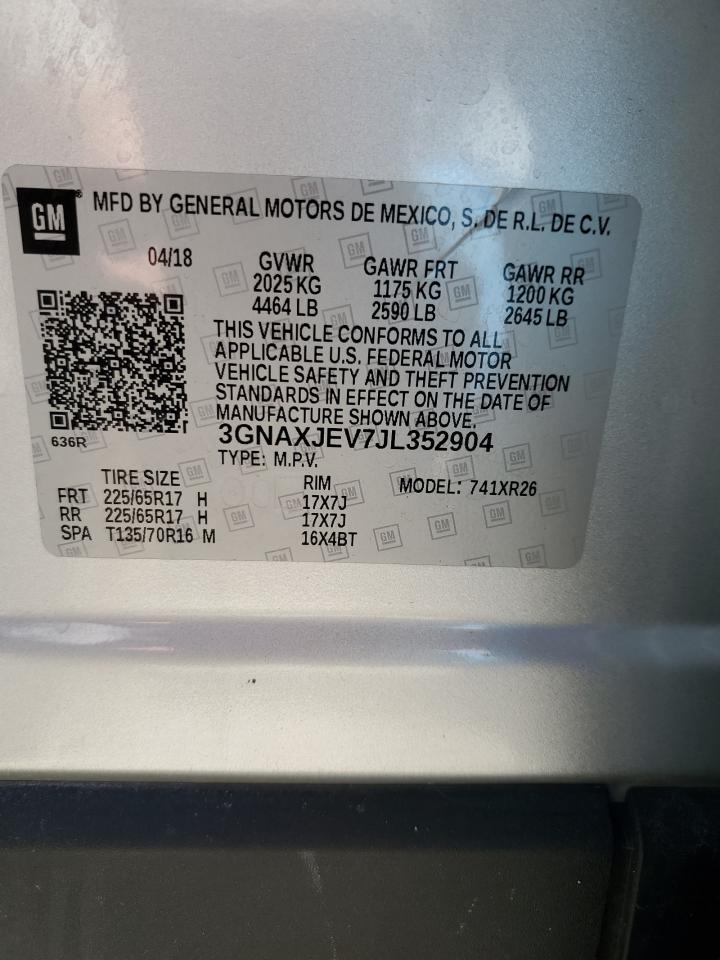 GM® MFD BY GENERAL MOTORS DE MEXICO, S. DE R.L. DE C.V.
04/18 GVWR GAWR FRT GAWR RR
2025 KG 1175 KG 1200 KG
4464 LB 2590 LB 2645 LB
THIS VEHICLE CONFORMS TO ALL
APPLICABLE U.S. FEDERAL MOTOR
VEHICLE SAFETY AND THEFT PREVENTION
STANDARDS IN EFFECT ON THE DATE OF
MANUFACTURE SHOWN ABOVE.
636R 3GNAXJEV7JL352904
TYPE: M.P.V.
TIRE SIZE RIM MODEL: 741XR26
FRT 225/65R17 H 17X7J
RR 225/65R17 H 17X7J
SPA T135/70R16 M 16X4BT